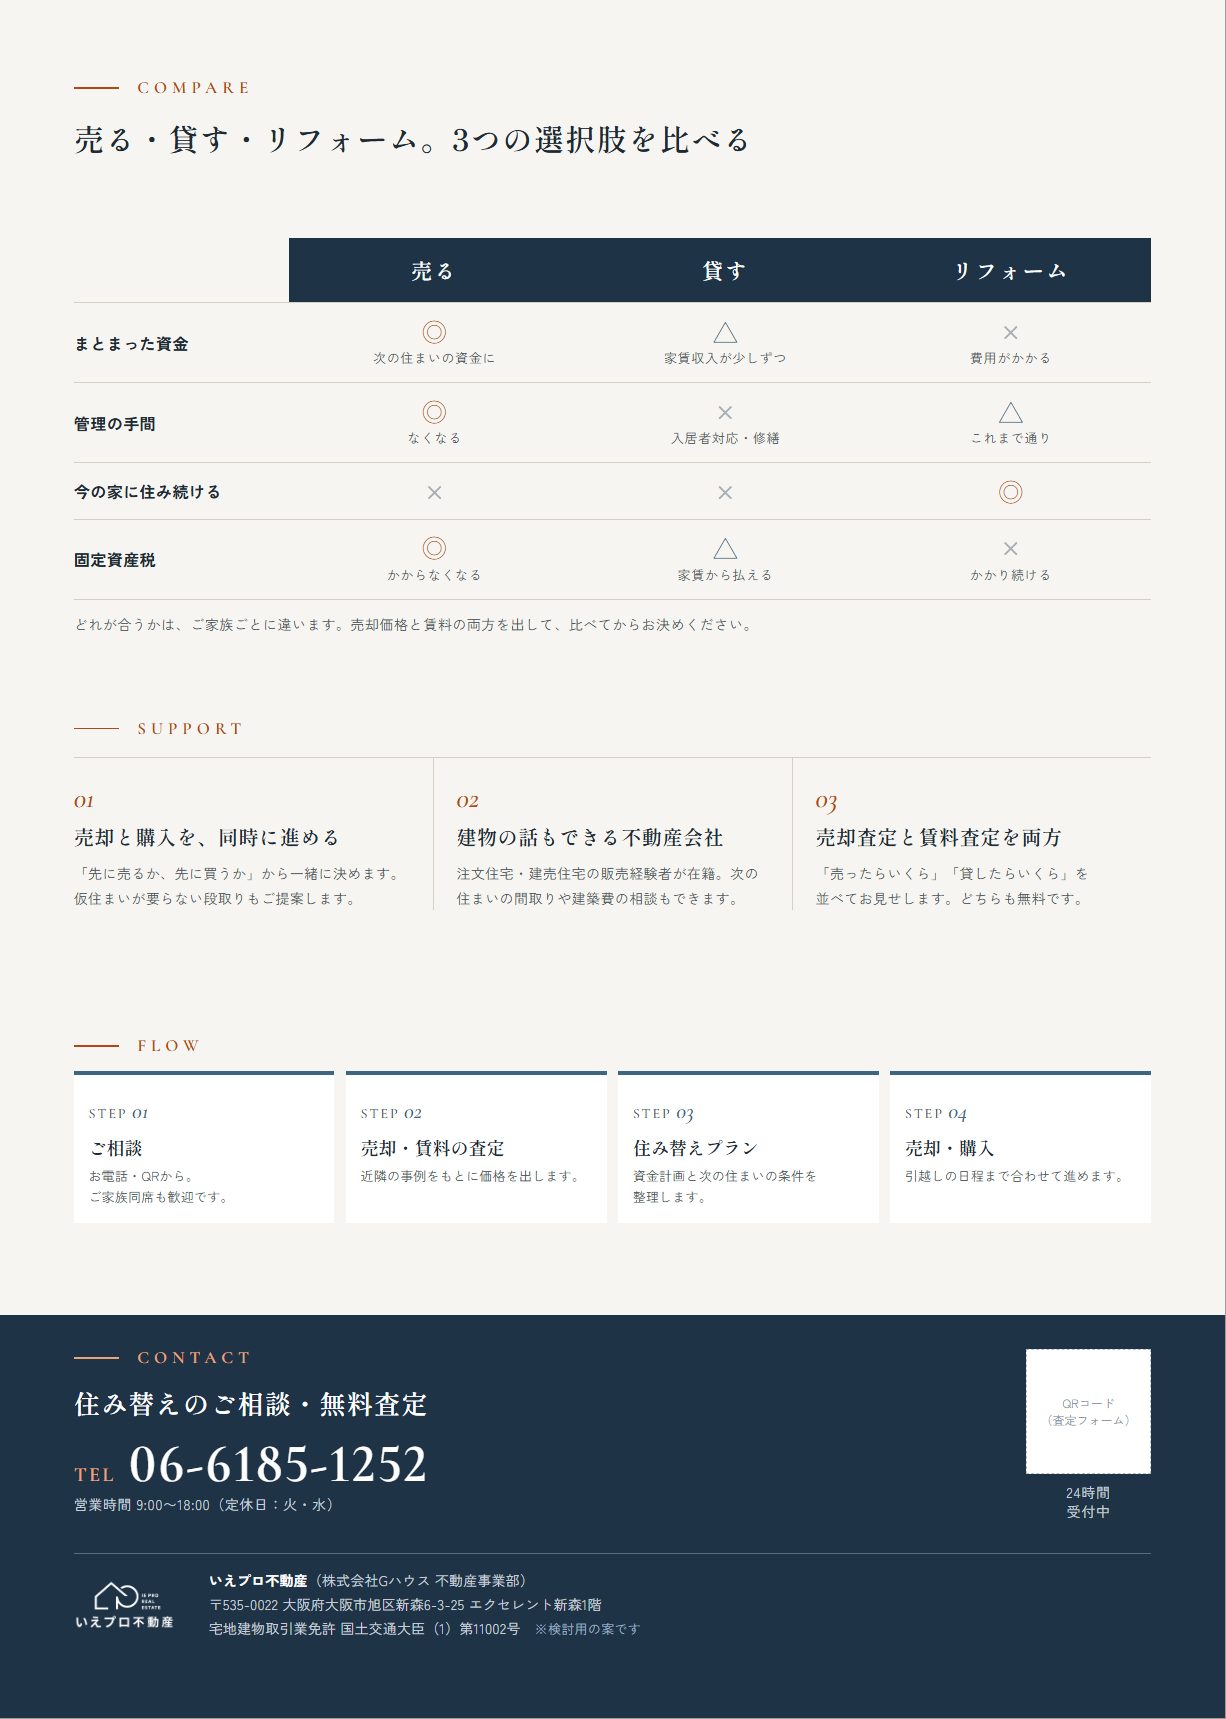 COMPARE
売る・貸す・リフォーム。3つの選択肢を比べる
売る 貸す リフォーム
まとまった資金 ◎ △ ×
次の住まいの資金に 家賃収入が少しずつ 費用がかかる
管理の手間 ◎ × △
なくなる 入居者対応・修繕 これまで通り
今の家に住み続ける × × ◎
固定資産税 ◎ △ ×
かからなくなる 家賃から払える かかり続ける
どれが合うかは、ご家族ごとに違います。売却価格と賃料の両方を出して、比べてからお決めください。
SUPPORT
01
売却と購入を、同時に進める
「先に売るか、先に買うか」から一緒に決めます。
仮住まいが要らない段取りもご提案します。
02
建物の話もできる不動産会社
注文住宅・建売住宅の販売経験者が在籍。次の
住まいの間取りや建築費の相談もできます。
03
売却査定と賃料査定を両方
「売ったらいくら」「貸したらいくら」を
並べてお見せします。どちらも無料です。
FLOW
STEP 01
ご相談
お電話・QRから。
ご家族同席も歓迎です。
STEP 02
売却・賃料の査定
近隣の事例をもとに価格を出します。
STEP 03
住み替えプラン
資金計画と次の住まいの条件を
整理します。
STEP 04
売却・購入
引越しの日程まで合わせて進めます。
CONTACT
住み替えのご相談・無料査定
TEL 06-6185-1252
営業時間 9:00〜18:00（定休日：火・水）
QRコード
（査定フォーム）
24時間
受付中
IE PRO
REAL
ESTATE
いえプロ不動産
いえプロ不動産（株式会社Gハウス 不動産事業部）
〒535-0022 大阪府大阪市旭区新森6-3-25 エクセレント新森1階
宅地建物取引業免許 国土交通大臣（1）第11002号 ※検討用の案です